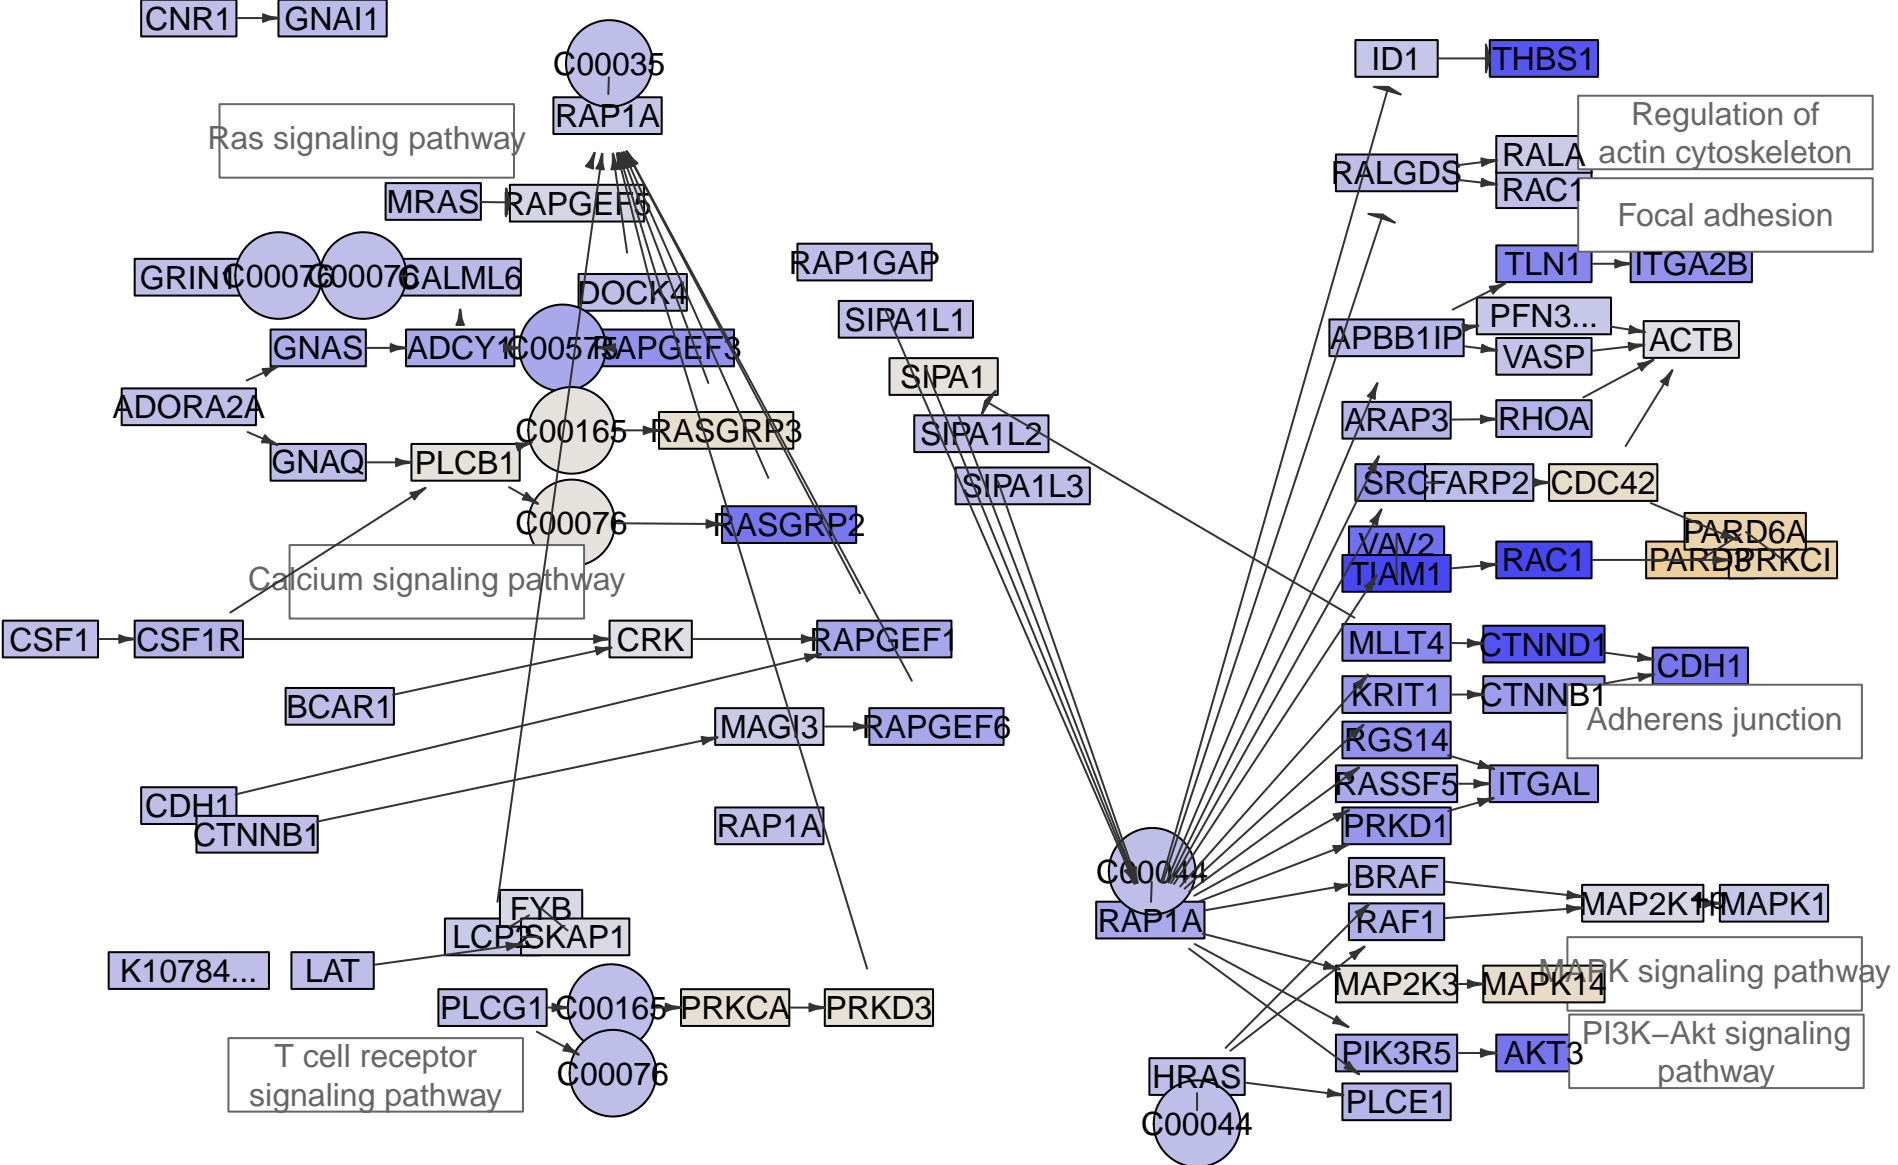 CNR1
GNAI1
C00035
RAP1A
Ras signaling pathway
MRAS
RAPGEF5
GRIN1
C00076
C00076
CALML6
DOCK4
GNAS
ADCY1
C00575
RAPGEF3
ADORA2A
C00165
RASGRP3
GNAQ
PLCB1
C00076
RASGRP2
Calcium signaling pathway
CSF1
CSF1R
CRK
RAPGEF1
BCAR1
MAGI3
RAPGEF6
CDH1
CTNNB1
RAP1A
FYB
LCP2
SKAP1
K10784...
LAT
PLCG1
C00165
PRKCA
PRKD3
C00076
T cell receptor
signaling pathway
RAP1GAP
SIPA1L1
SIPA1
SIPA1L2
SIPA1L3
C00044
RAP1A
HRAS
C00044
ID1
THBS1
RALGDS
RALA
RAC1
Regulation of
actin cytoskeleton
Focal adhesion
TLN1
ITGA2B
APBB1IP
PFN3...
VASP
ACTB
ARAP3
RHOA
SRC
FARP2
CDC42
VAV2
TIAM1
RAC1
PARD6A
PARD3
PRKCI
MLLT4
CTNND1
CDH1
KRIT1
CTNNB1
Adherens junction
RGS14
RASSF5
ITGAL
PRKD1
BRAF
RAF1
MAP2K1
+p
MAPK1
MAP2K3
MAPK14
MAPK signaling pathway
PIK3R5
AKT3
PI3K−Akt signaling
pathway
PLCE1